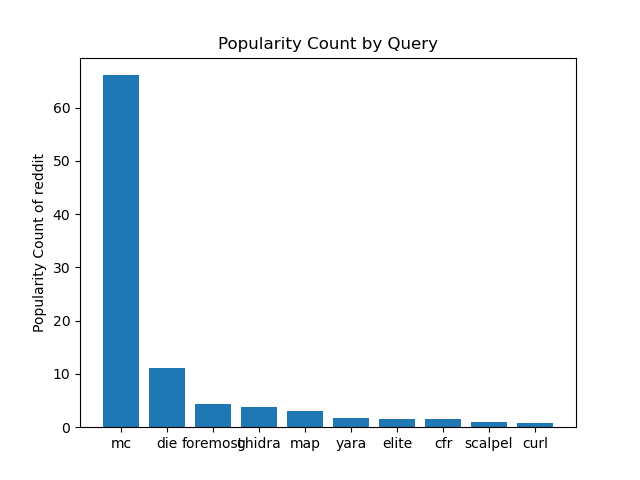 Popularity Count by Query
Popularity Count of reddit
60
50
40
30
20
10
0
mc die foremost ghidra map yara elite cfr scalpel curl